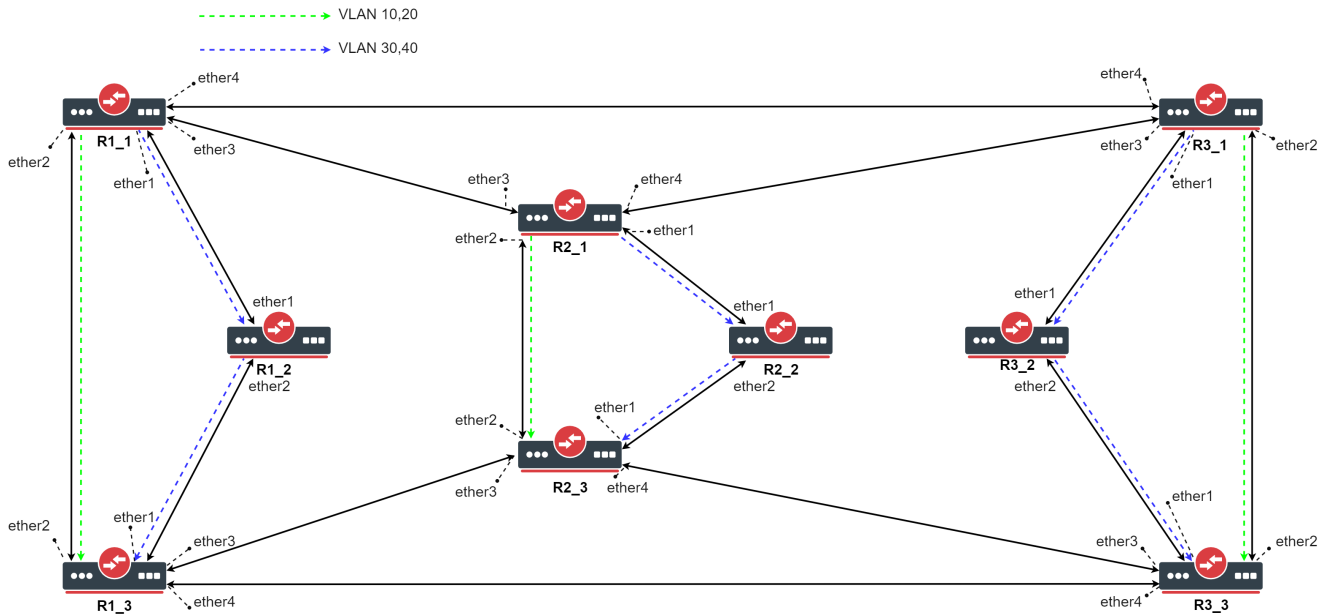 VLAN 10,20
VLAN 30,40
ether4
ether4
R1_1
R3_1
ether3
ether3
ether2
ether2
ether1
ether1
ether3
ether4
ether2
ether1
R2_1
ether1
ether1
ether1
R1_2
R2_2
R3_2
ether2
ether2
ether2
ether1
ether2
R2_3
ether3
ether4
ether1
ether1
ether2
ether3
ether3
ether2
R1_3
ether4
ether4
R3_3